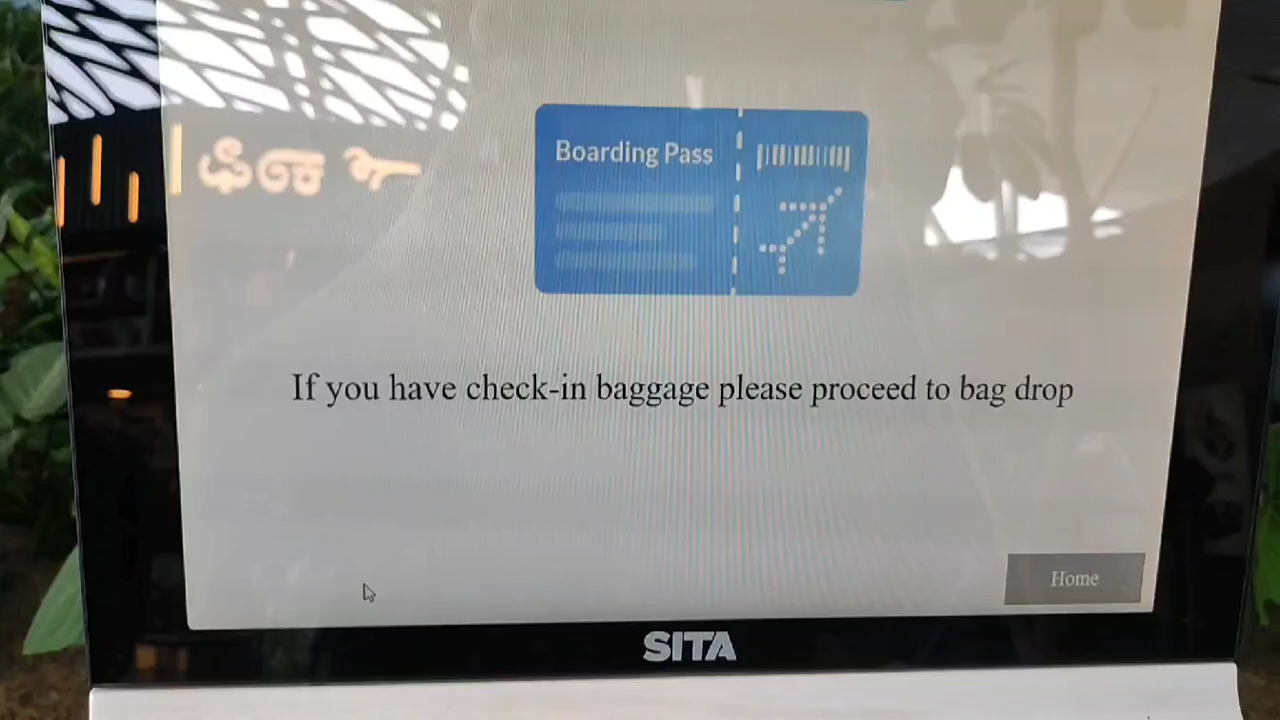 Boarding Pass
If you have check-in baggage please proceed to bag drop
Home
SITA